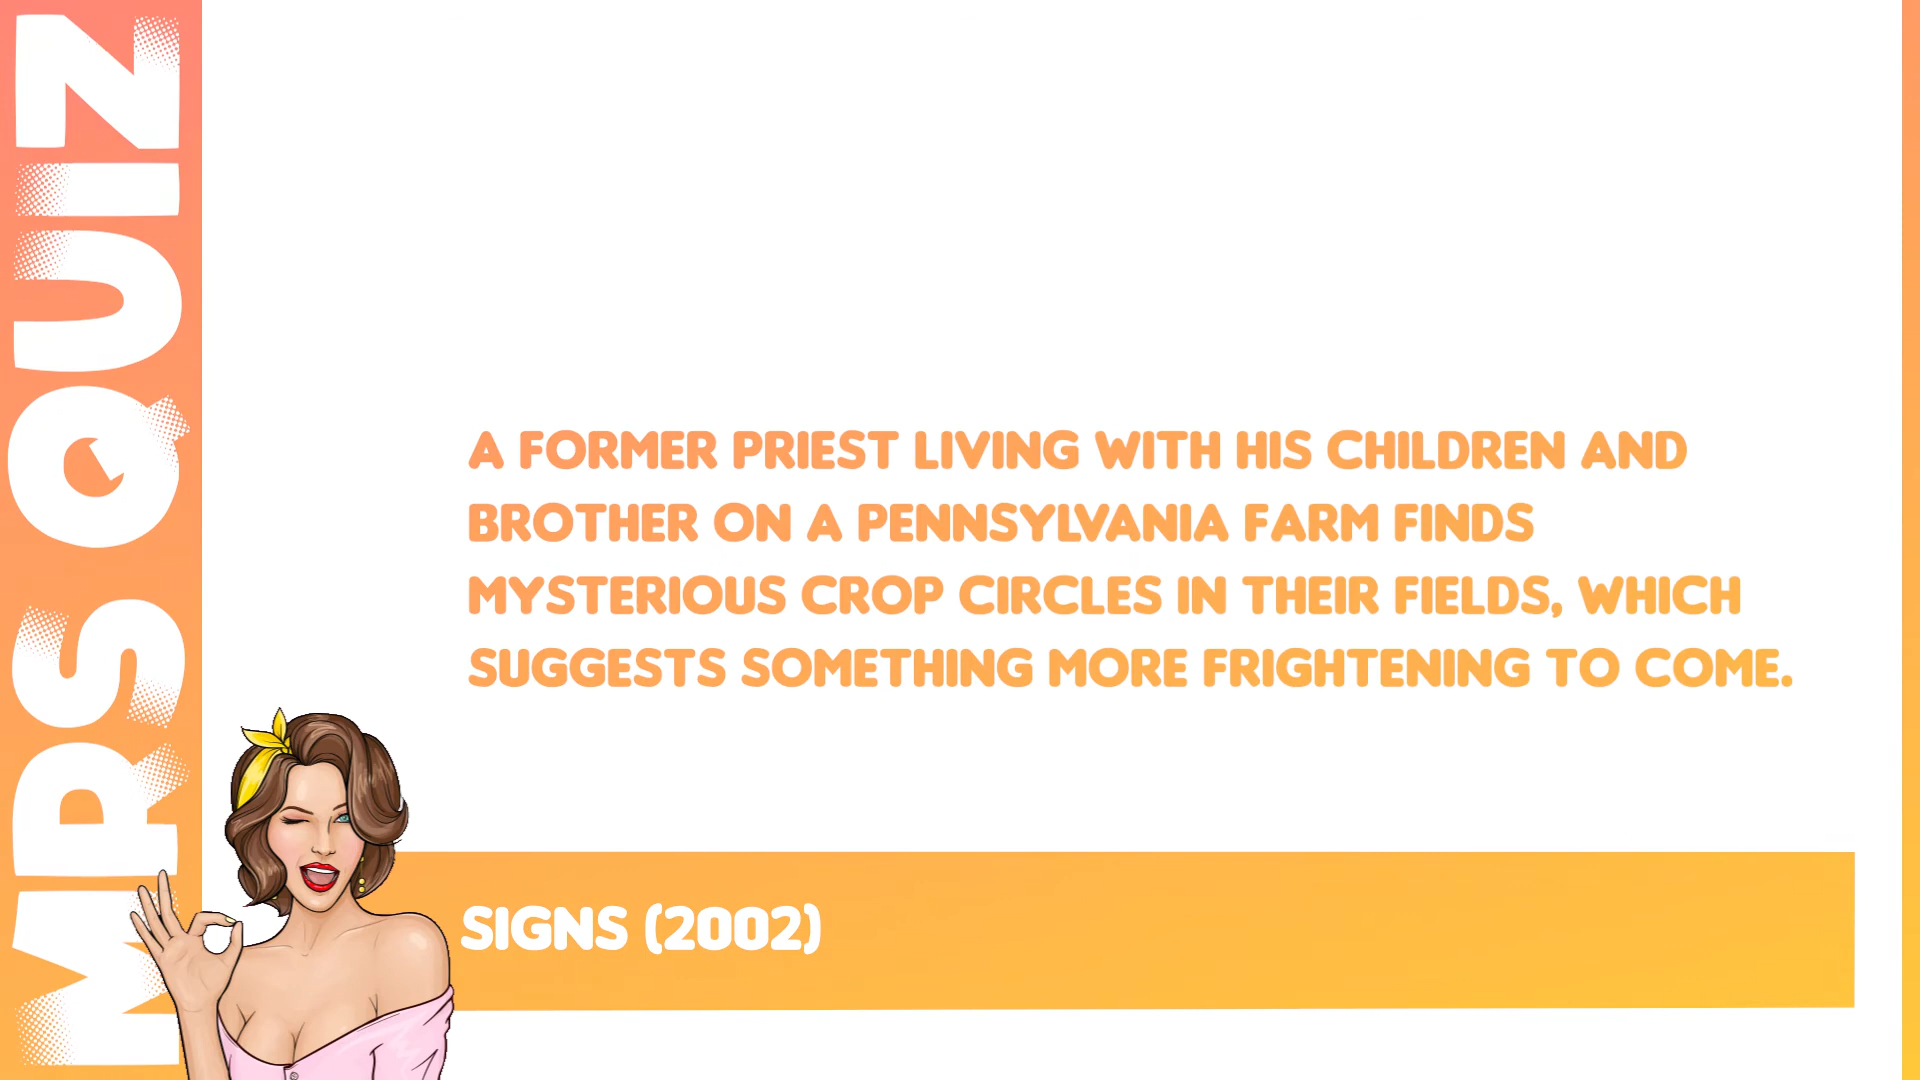 MRS QUIZ
A FORMER PRIEST LIVING WITH HIS CHILDREN AND
BROTHER ON A PENNSYLVANIA FARM FINDS
MYSTERIOUS CROP CIRCLES IN THEIR FIELDS, WHICH
SUGGESTS SOMETHING MORE FRIGHTENING TO COME.
SIGNS (2002)